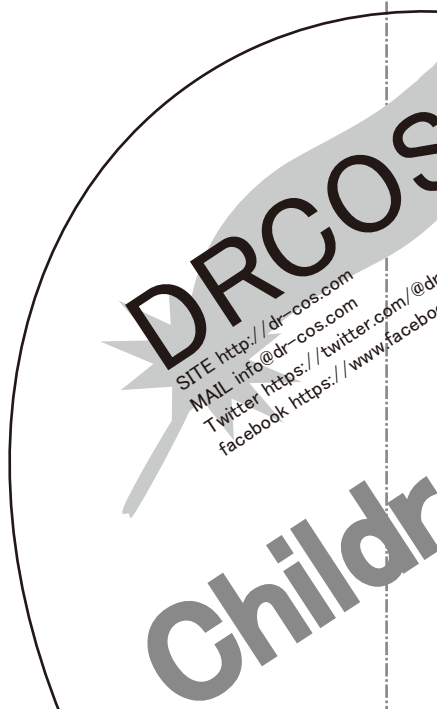 DRCOS
SITE http://dr-cos.com
MAIL info@dr-cos.com
Twitter https://twitter.com/@dr
facebook https://www.facebo
Childr